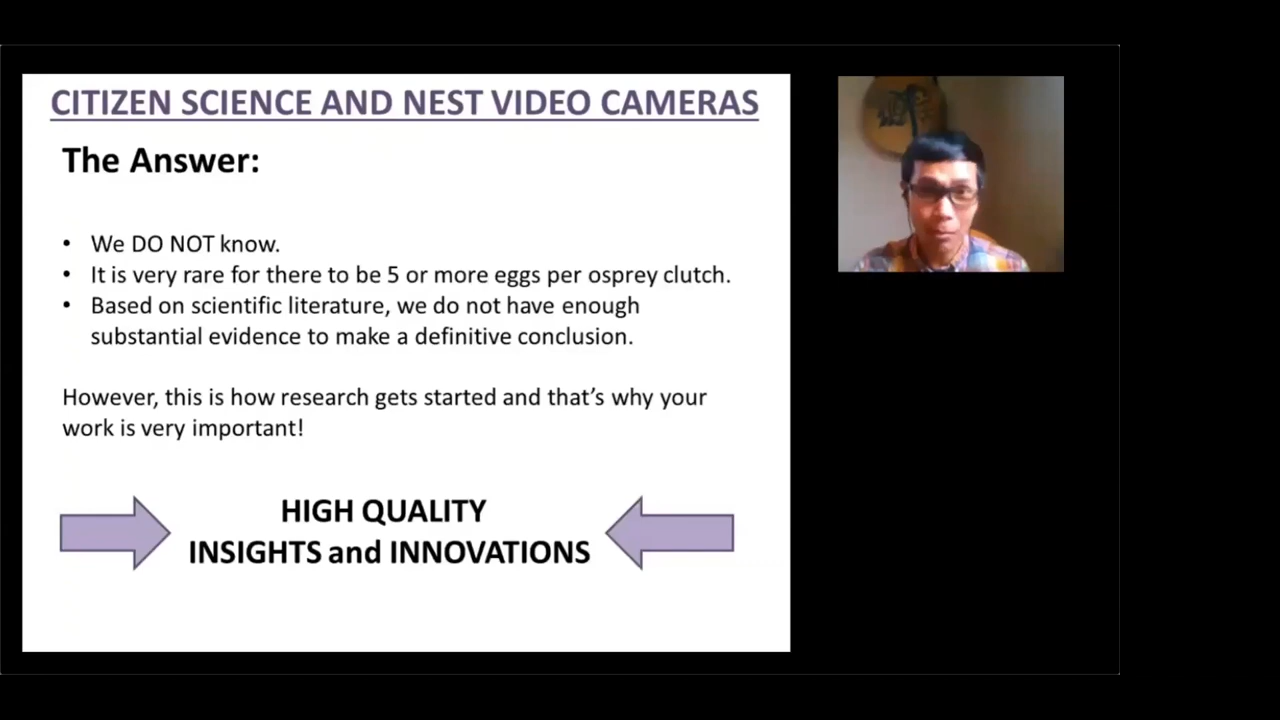 CITIZEN SCIENCE AND NEST VIDEO CAMERAS
The Answer:
• We DO NOT know.
• It is very rare for there to be 5 or more eggs per osprey clutch.
• Based on scientific literature, we do not have enough
substantial evidence to make a definitive conclusion.
However, this is how research gets started and that’s why your
work is very important!
HIGH QUALITY
INSIGHTS and INNOVATIONS